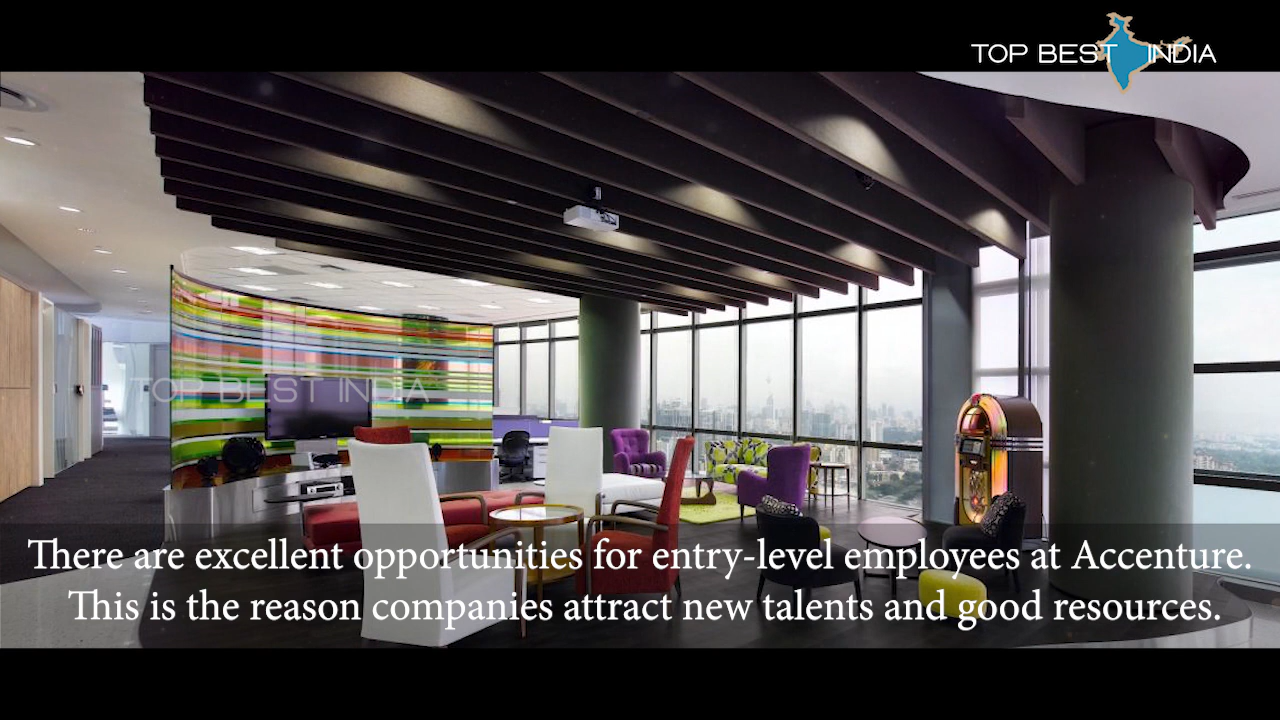 TOP BEST INDIA
TOP BEST INDIA
There are excellent opportunities for entry-level employees at Accenture.
This is the reason companies attract new talents and good resources.